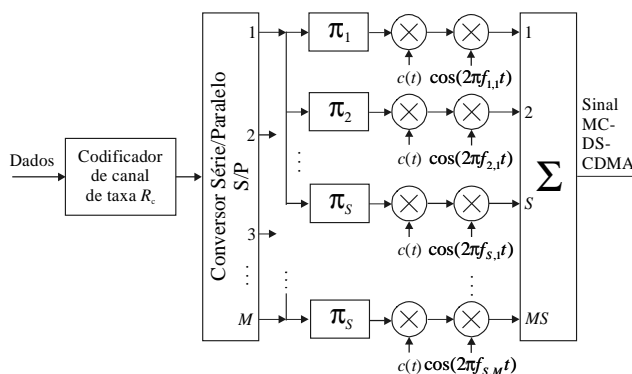 Dados
Codificador
de canal
de taxa R_c
Conversor Série/Paralelo
S/P
1
2
3
. . .
M
π_1
c(t)
cos(2πf_{1,1}t)
1
π_2
c(t)
cos(2πf_{2,1}t)
2
. . .
π_S
c(t)
cos(2πf_{S,1}t)
S
. . .
π_S
c(t)
cos(2πf_{S,M}t)
MS
Σ
Sinal
MC-
DS-
CDMA